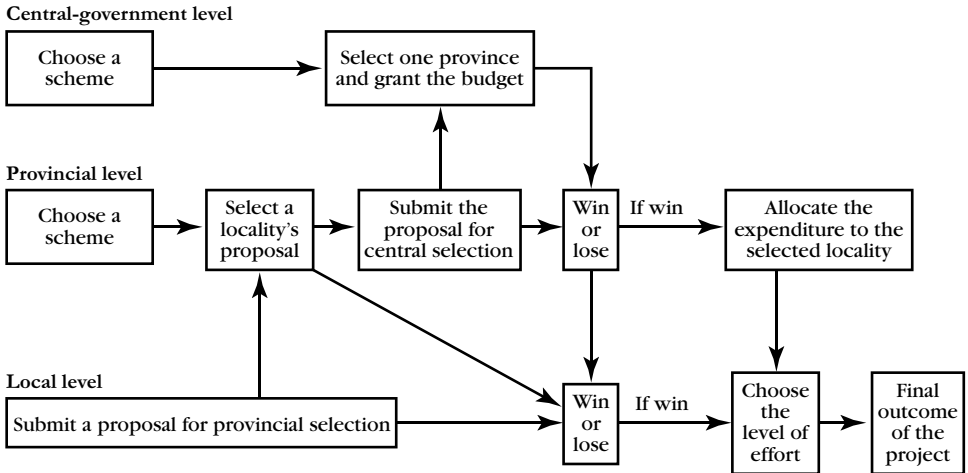 Central-government level
Choose a
scheme
Select one province
and grant the budget
Provincial level
Choose a
scheme
Select a
locality’s
proposal
Submit the
proposal for
central selection
Win
or
lose
If win
Allocate the
expenditure to the
selected locality
Local level
Submit a proposal for provincial selection
Win
or
lose
If win
Choose
the
level of
effort
Final
outcome
of the
project